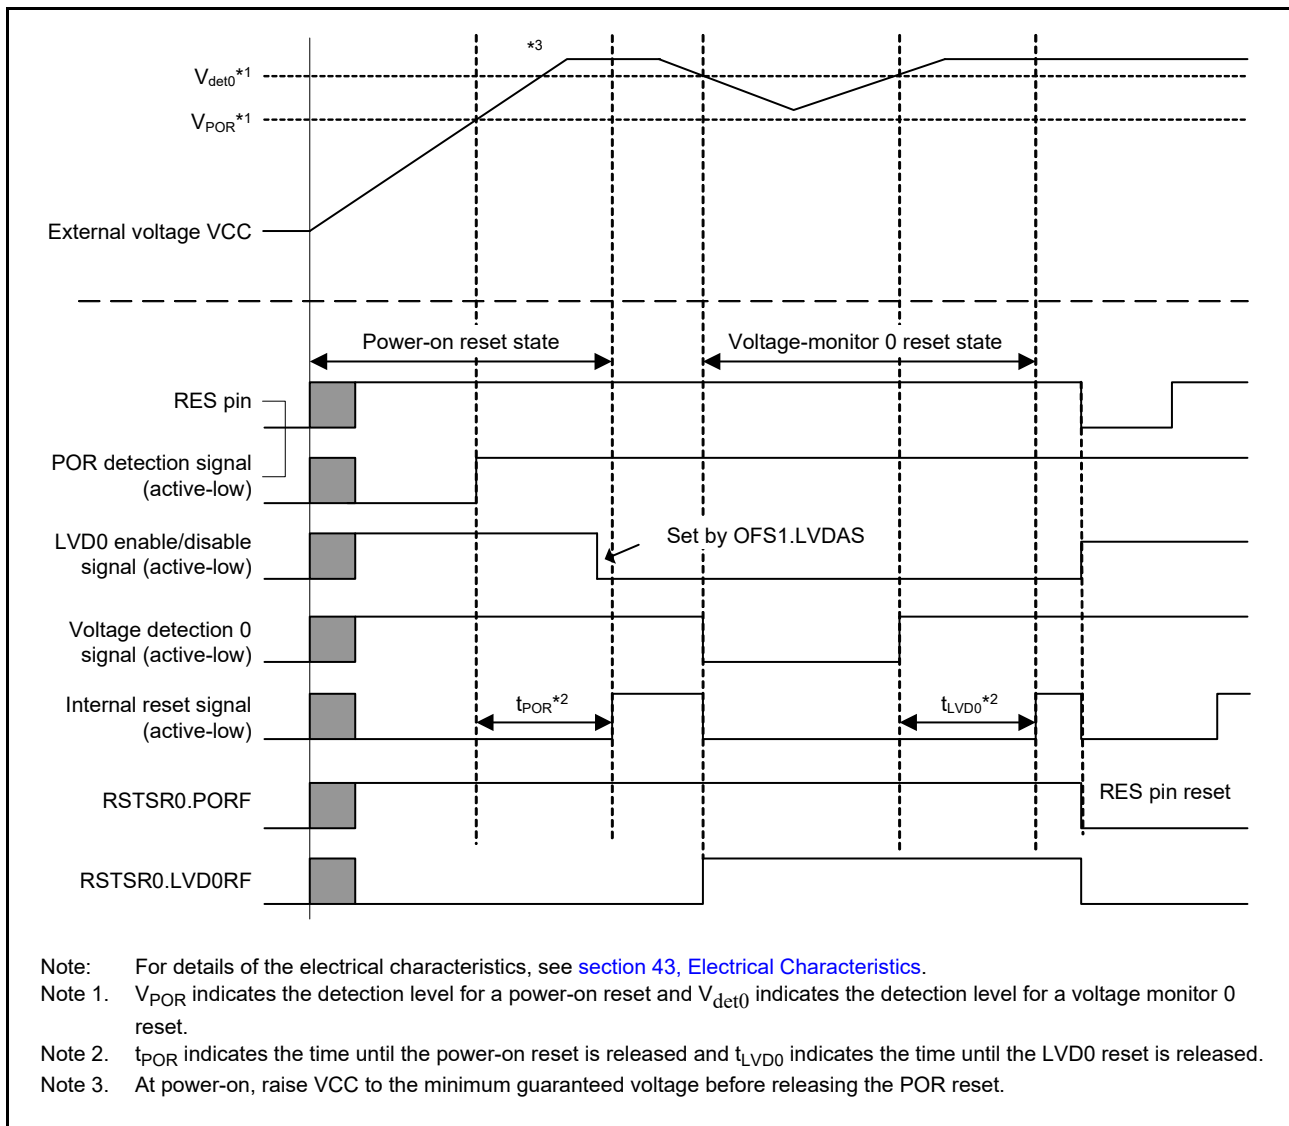 *3
Vdet0*1
VPOR*1
External voltage VCC
Power-on reset state
Voltage-monitor 0 reset state
RES pin
POR detection signal
(active-low)
LVD0 enable/disable
signal (active-low)
Set by OFS1.LVDAS
Voltage detection 0
signal (active-low)
Internal reset signal
(active-low)
tPOR*2
tLVD0*2
RSTSR0.PORF
RES pin reset
RSTSR0.LVD0RF
Note: For details of the electrical characteristics, see section 43, Electrical Characteristics.
Note 1. VPOR indicates the detection level for a power-on reset and Vdet0 indicates the detection level for a voltage monitor 0
reset.
Note 2. tPOR indicates the time until the power-on reset is released and tLVD0 indicates the time until the LVD0 reset is released.
Note 3. At power-on, raise VCC to the minimum guaranteed voltage before releasing the POR reset.